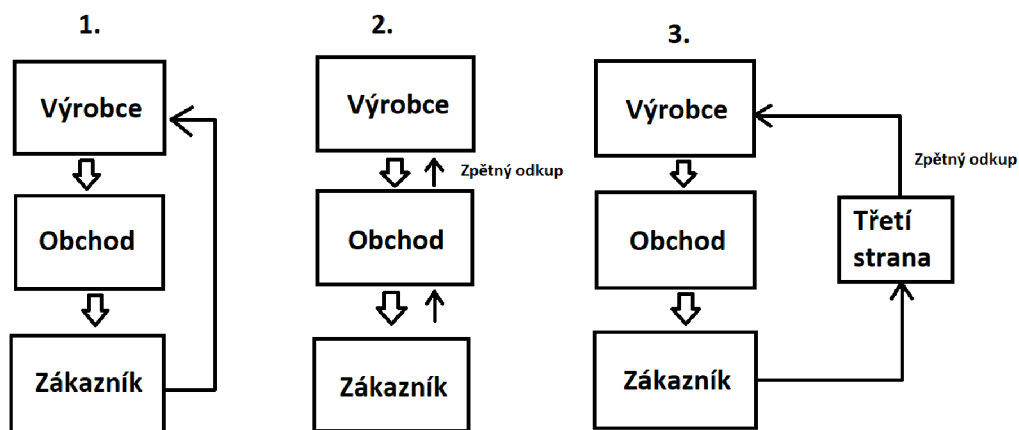 1.
Výrobce
Obchod
Zákazník
2.
Výrobce
Zpětný odkup
Obchod
Zákazník
3.
Výrobce
Zpětný odkup
Obchod
Třetí
strana
Zákazník